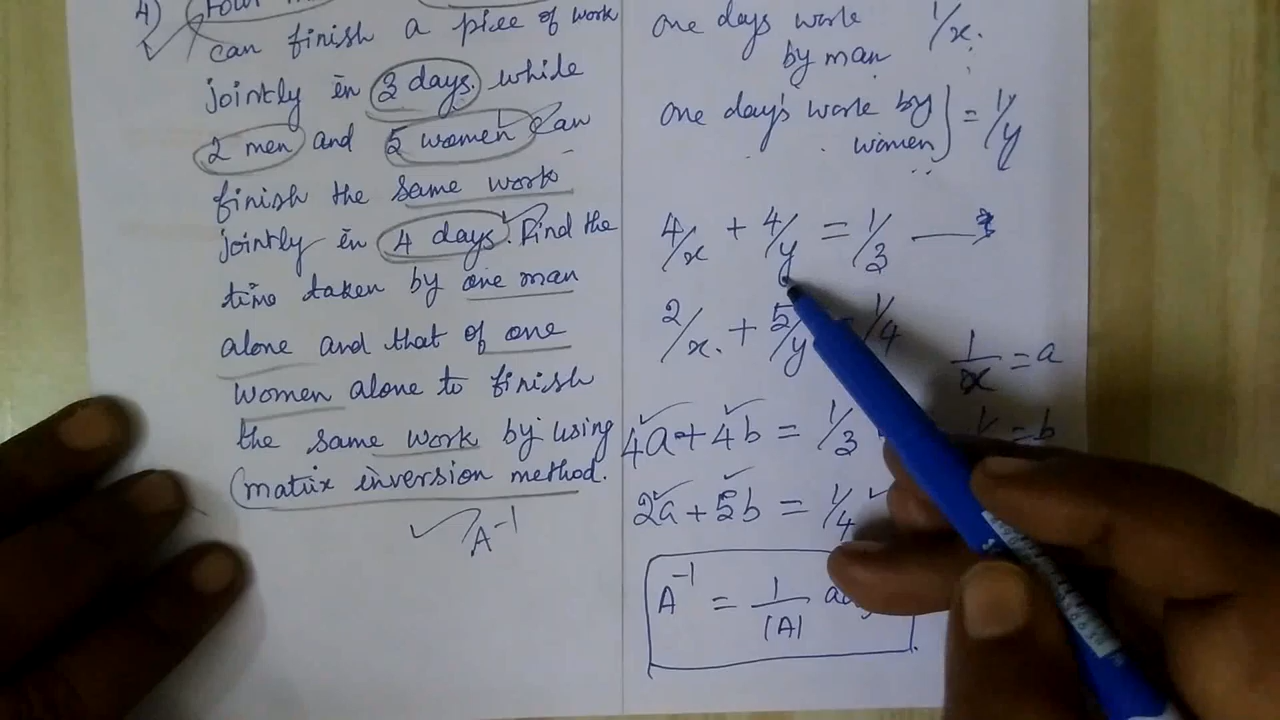 4) Four
can finish a piece of work
jointly in 3 days. while
2 men and 5 women can
finish the same work
jointly in 4 days. Find the
time taken by one man
alone and that of one
women alone to finish
the same work by using
(matrix inversion method.
A⁻¹
one days work
by man 1/x.
one day's work by
women} = 1/y
4/x + 4/y = 1/3
2/x. + 5/y = 1/4
1/x = a
4a + 4b = 1/3
= b
2a + 5b = 1/4
A⁻¹ = 1/|A|